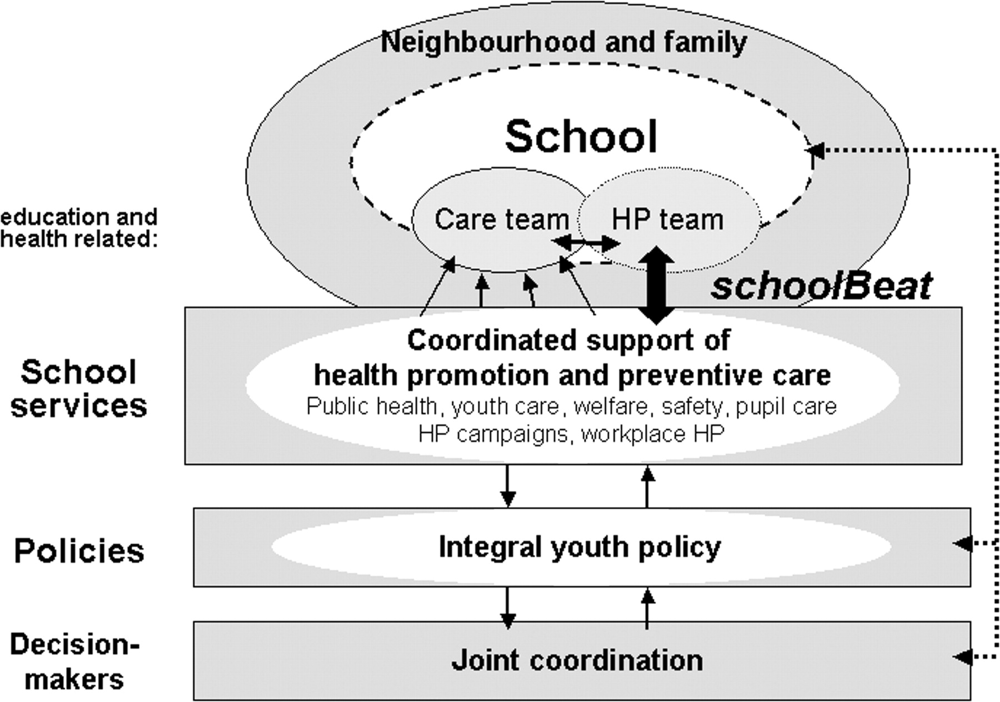 Neighbourhood and family
School
education and
health related:
Care team
HP team
schoolBeat
School
services
Coordinated support of
health promotion and preventive care
Public health, youth care, welfare, safety, pupil care
HP campaigns, workplace HP
Policies
Integral youth policy
Decision-
makers
Joint coordination